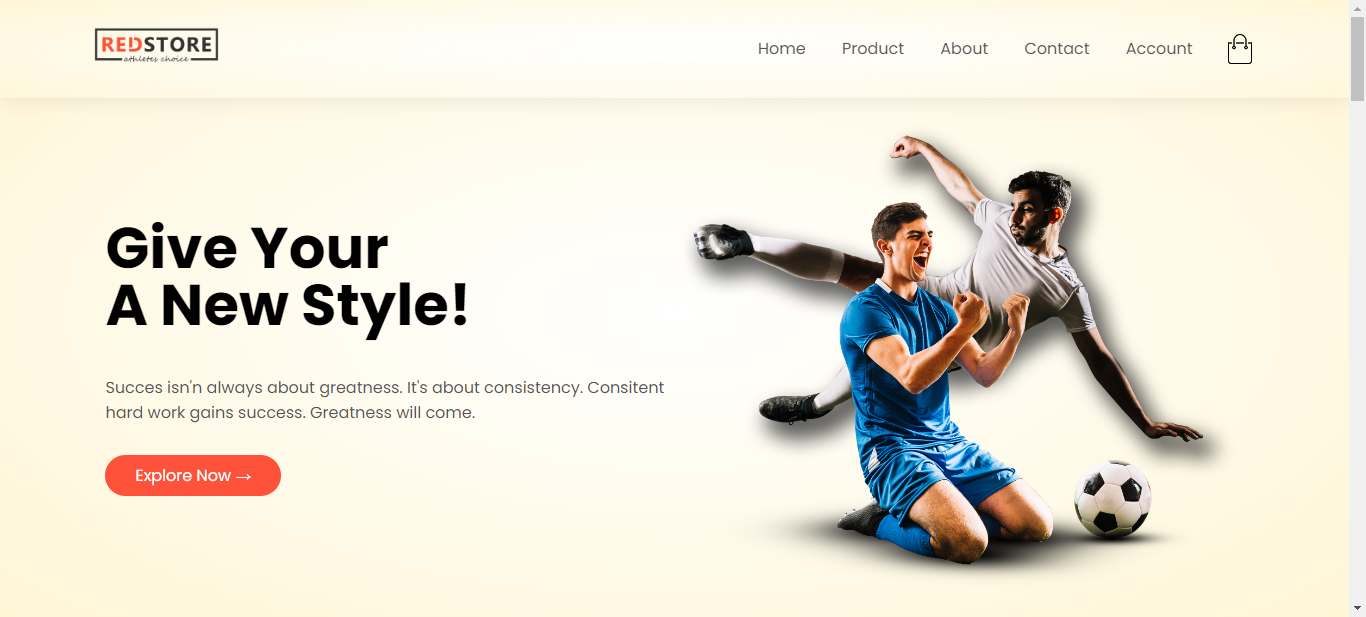 REDSTORE
athletes choice
Home Product About Contact Account
Give Your
A New Style!
Succes isn'n always about greatness. It's about consistency. Consitent
hard work gains success. Greatness will come.
Explore Now →